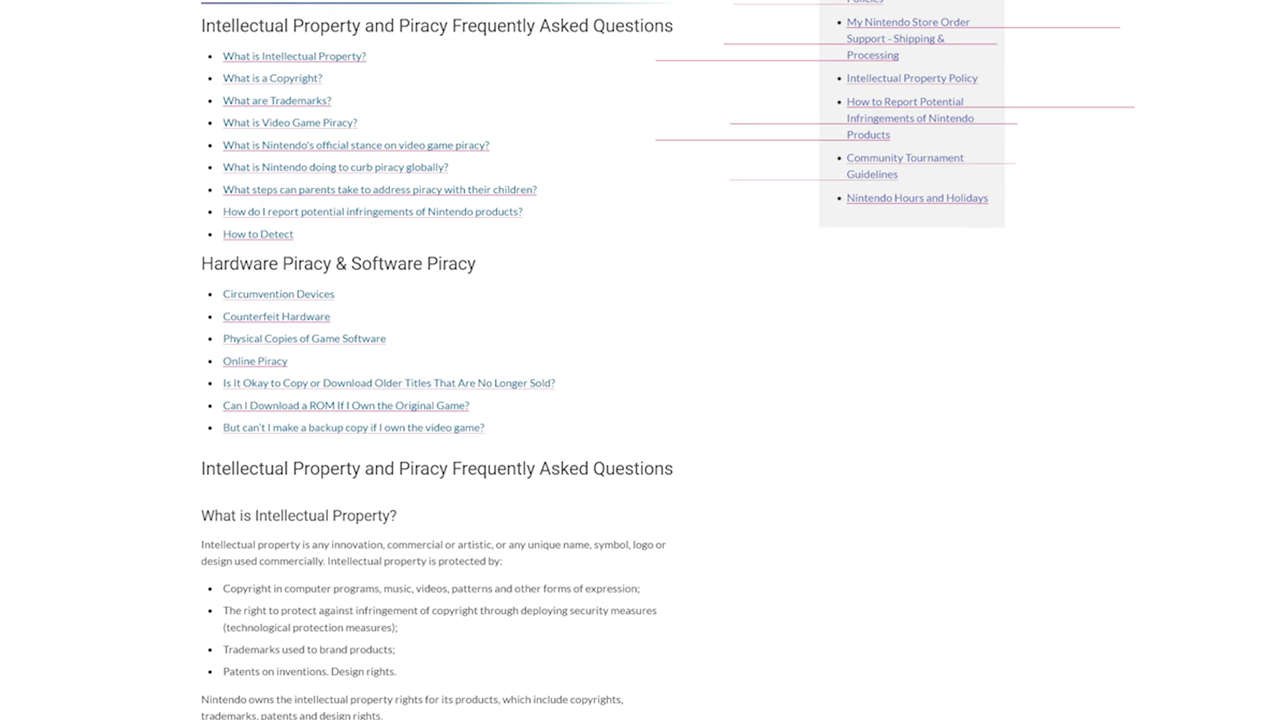 Intellectual Property and Piracy Frequently Asked Questions
What is Intellectual Property?
What is a Copyright?
What are Trademarks?
What is Video Game Piracy?
What is Nintendo's official stance on video game piracy?
What is Nintendo doing to curb piracy globally?
What steps can parents take to address piracy with their children?
How do I report potential infringements of Nintendo products?
How to Detect
Hardware Piracy & Software Piracy
Circumvention Devices
Counterfeit Hardware
Physical Copies of Game Software
Online Piracy
Is It Okay to Copy or Download Older Titles That Are No Longer Sold?
Can I Download a ROM If I Own the Original Game?
But can't I make a backup copy if I own the video game?
Intellectual Property and Piracy Frequently Asked Questions
What is Intellectual Property?
Intellectual property is any innovation, commercial or artistic, or any unique name, symbol, logo or
design used commercially. Intellectual property is protected by:
Copyright in computer programs, music, videos, patterns and other forms of expression;
The right to protect against infringement of copyright through deploying security measures
(technological protection measures);
Trademarks used to brand products;
Patents on inventions. Design rights.
Nintendo owns the intellectual property rights for its products, which include copyrights,
trademarks, patents and design rights.
Policies
My Nintendo Store Order
Support - Shipping &
Processing
Intellectual Property Policy
How to Report Potential
Infringements of Nintendo
Products
Community Tournament
Guidelines
Nintendo Hours and Holidays